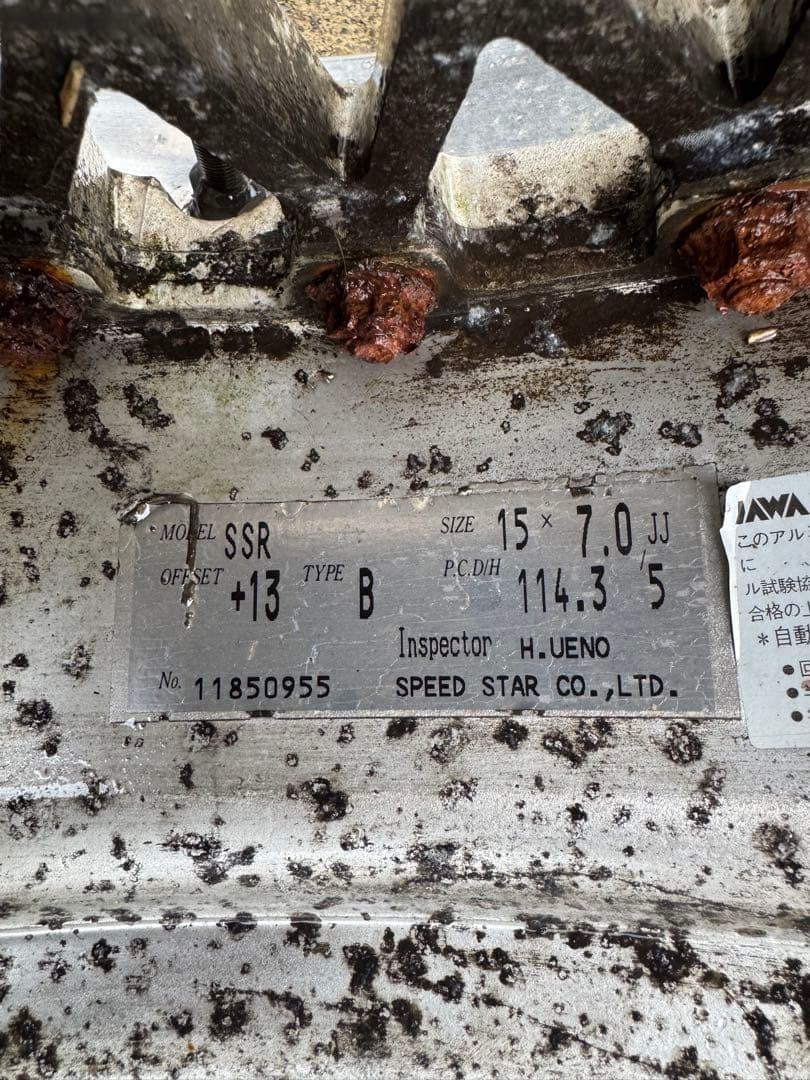 MODEL SSR SIZE 15 × 7.0 JJ
OFFSET +13 TYPE B P.C.D/H 114.3/5
Inspector H.UENO
No. 11850955 SPEED STAR CO.,LTD.
JAWA
このアル
に
ル試験協
合格の上
＊自動
●回
●
●